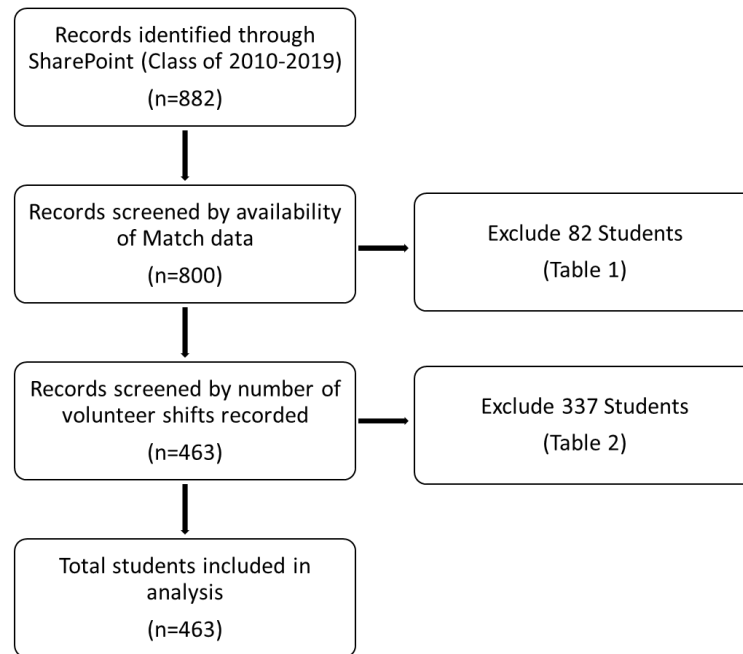 Records identified through
SharePoint (Class of 2010-2019)
(n=882)
Records screened by availability
of Match data
(n=800)
Exclude 82 Students
(Table 1)
Records screened by number of
volunteer shifts recorded
(n=463)
Exclude 337 Students
(Table 2)
Total students included in
analysis
(n=463)